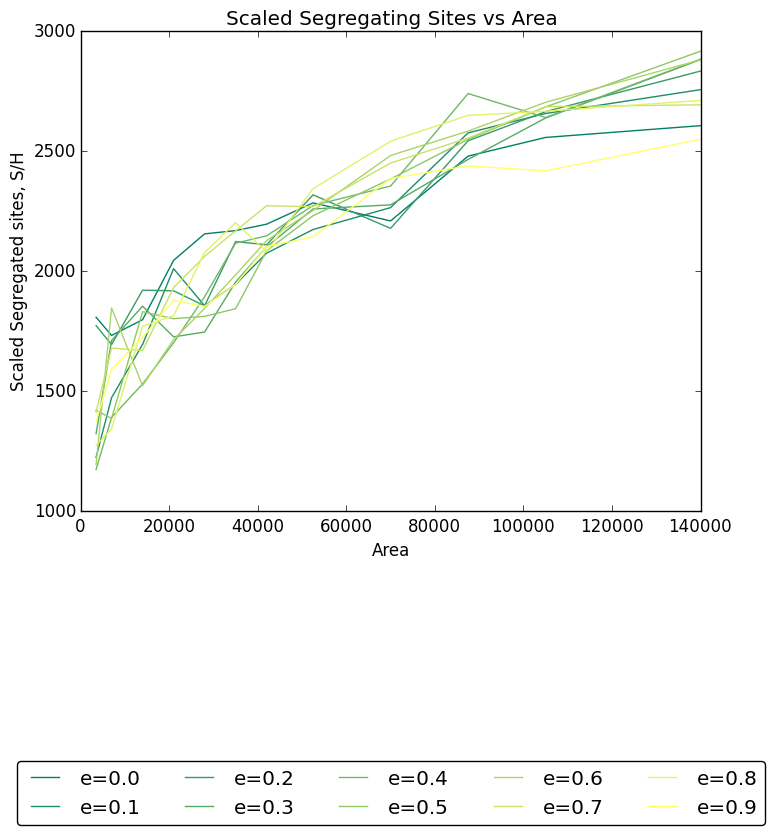 Scaled Segregating Sites vs Area
3000
2500
2000
1500
1000
Scaled Segregated sites, S/H
0 20000 40000 60000 80000 100000 120000 140000
Area
e=0.0 e=0.2 e=0.4 e=0.6 e=0.8
e=0.1 e=0.3 e=0.5 e=0.7 e=0.9